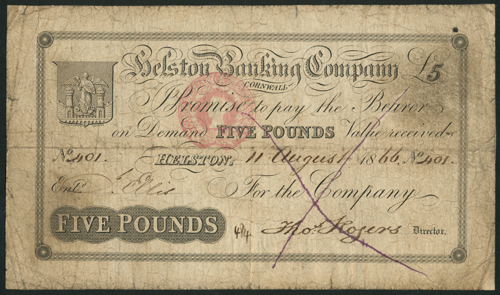 Helston Banking Company £5
CORNWALL
I Promise to pay the Bearer
on Demand FIVE POUNDS Value received
No. 401. HELSTON. 11 August 1866 No. 401.
Entd.
For the Company
FIVE POUNDS
Thos. Rogers Director.